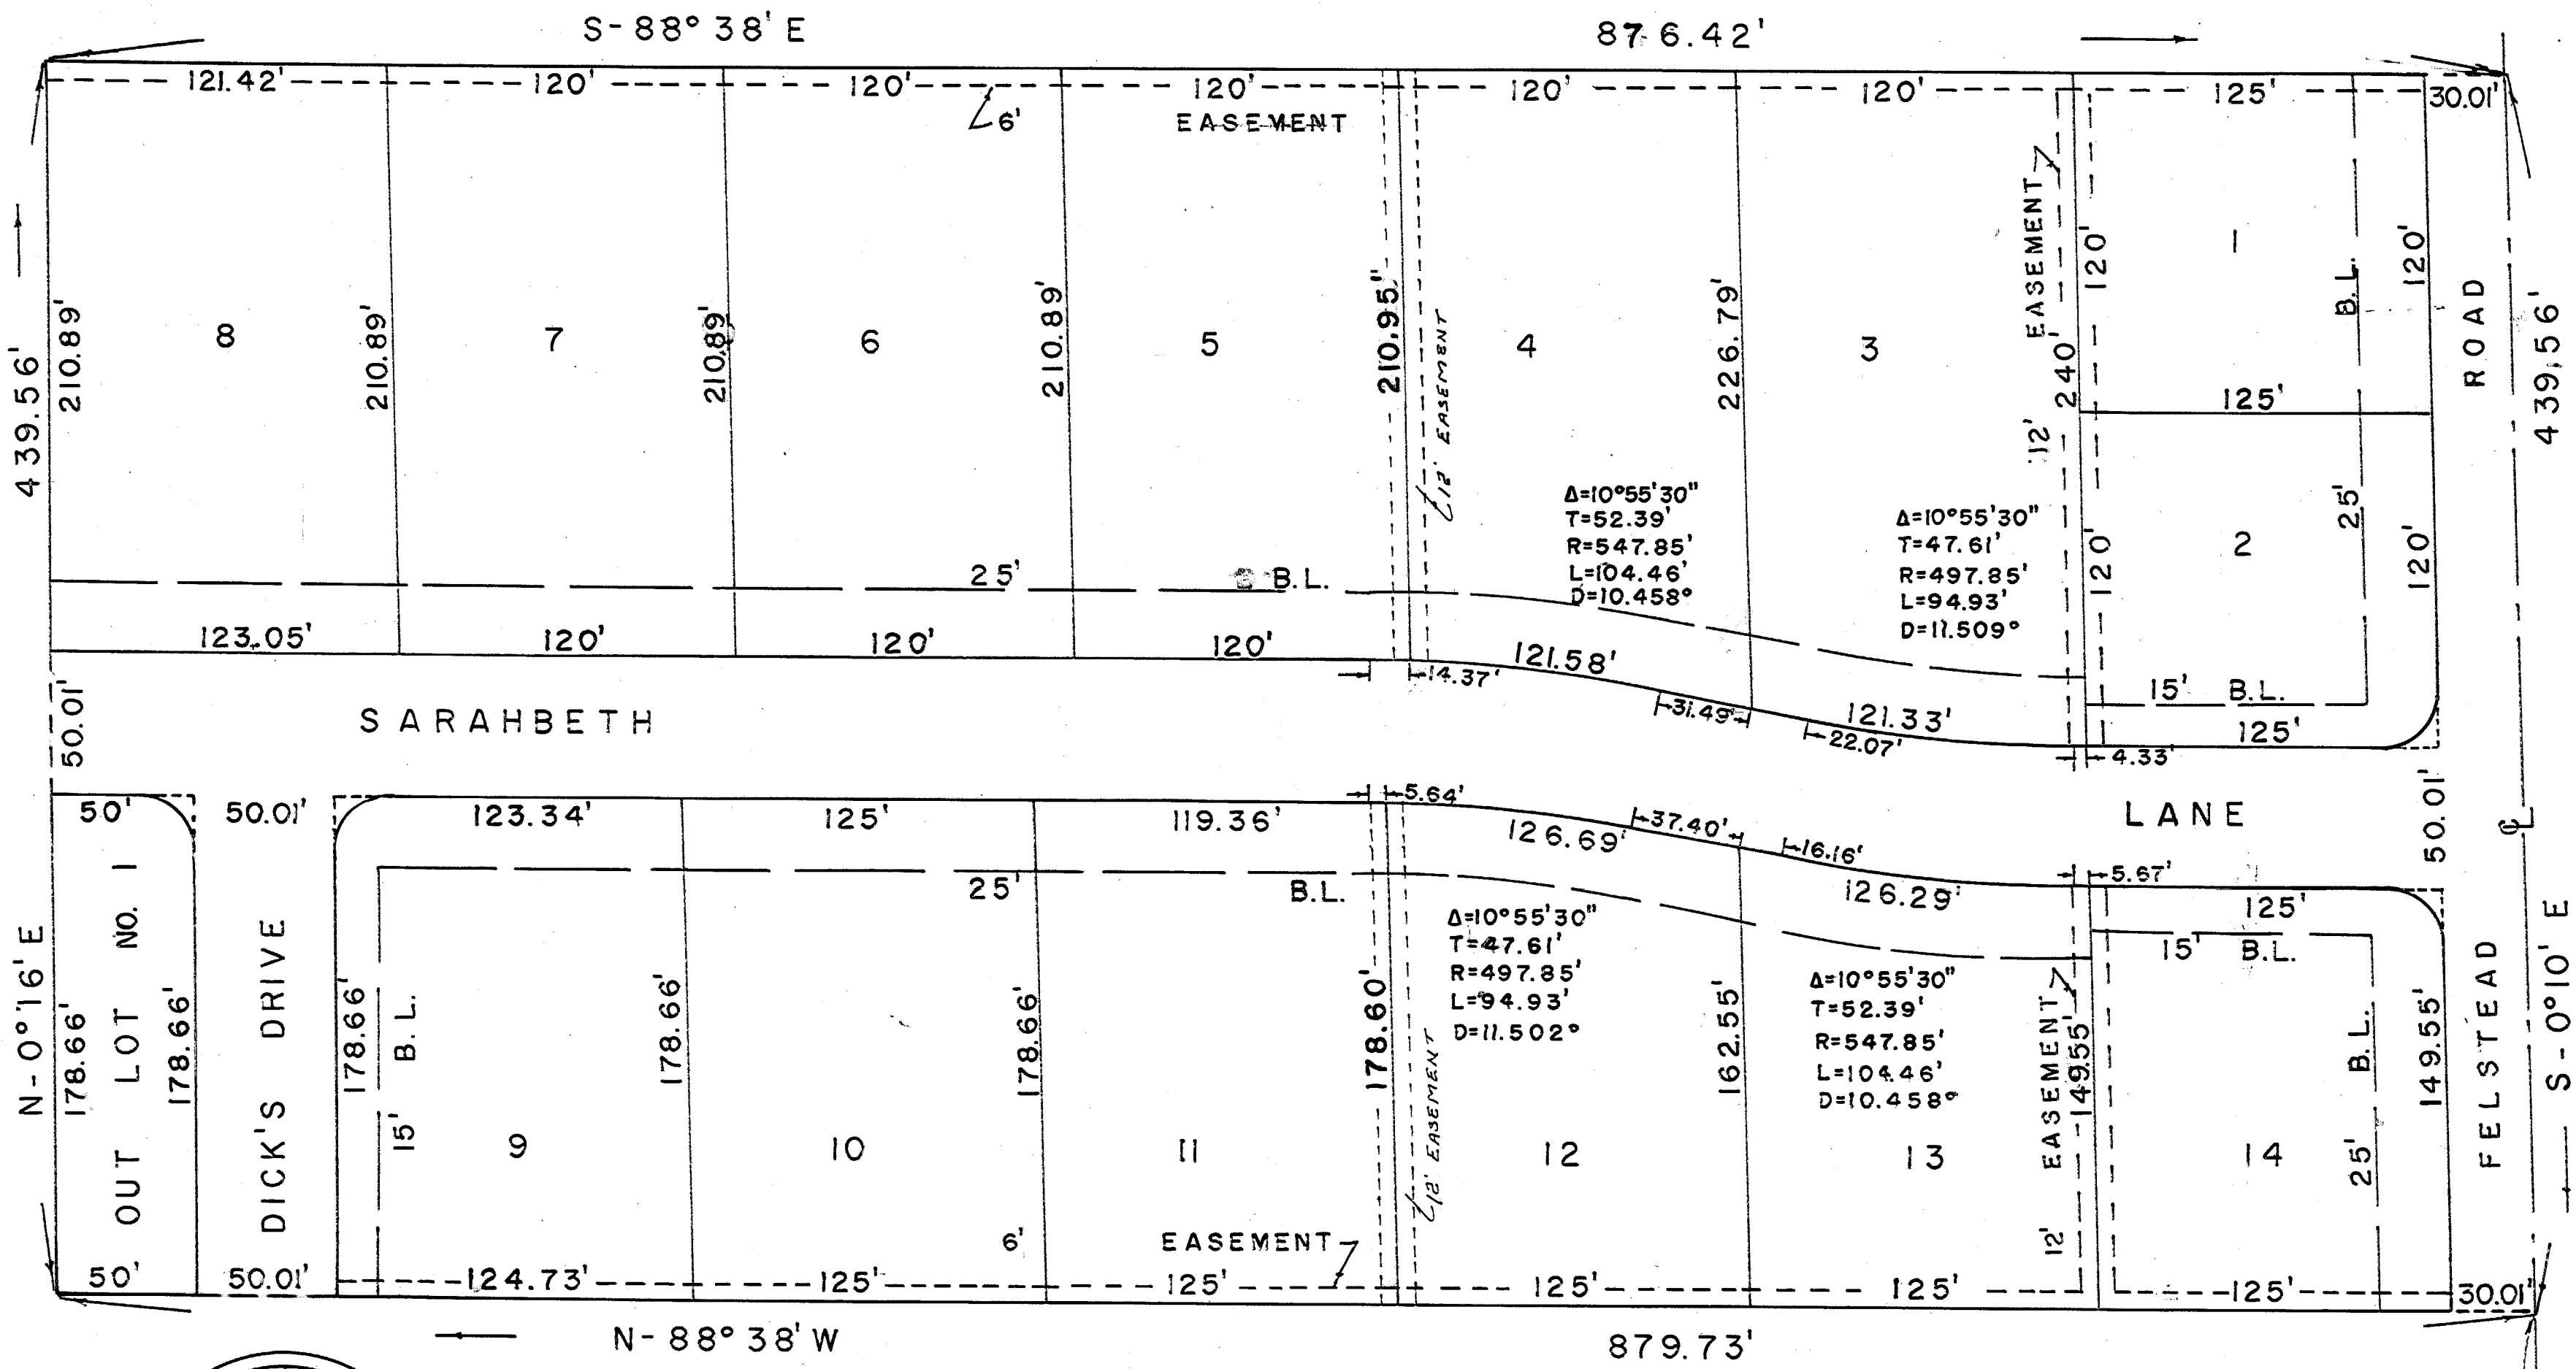 S-88° 38' E
876.42'
121.42'
120'
120'
120'
120'
120'
125'
30.01'
6'
EASEMENT
439.56'
210.89'
8
210.89'
7
210.89'
6
210.89'
5
210.95"
12' EASEMENT
4
226.79'
3
EASEMENT
240'
12'
120'
1
B.L.
120'
ROAD
439.56'
125'
Δ=10°55'30"
T=52.39'
R=547.85'
L=104.46'
D=10.458°
Δ=10°55'30"
T=47.61'
R=497.85'
L=94.93'
D=11.509°
120'
2
25'
120'
25'
B.L.
123.05'
120'
120'
120'
121.58'
14.37'
31.49'
121.33'
22.07'
15' B.L.
125'
4.33'
50.01'
SARAHBETH
LANE
50.01'
℄
50'
50.01'
123.34'
125'
119.36'
5.64'
126.69'
37.40'
16.16'
126.29'
5.67'
125'
25'
B.L.
15' B.L.
N-0°16' E
178.66'
OUT LOT NO. 1
178.66'
DICK'S DRIVE
178.66'
B.L.
15'
9
178.66'
10
178.66'
11
178.60'
12' EASEMENT
Δ=10°55'30"
T=47.61'
R=497.85'
L=94.93'
D=11.502°
12
162.55'
Δ=10°55'30"
T=52.39'
R=547.85'
L=104.46'
D=10.458°
13
EASEMENT
12'
149.55'
14
B.L.
25'
149.55'
FELSTEAD
S-0°10' E
6'
EASEMENT
50'
50.01'
124.73'
125'
125'
125'
125'
125'
30.01'
N-88° 38' W
879.73'